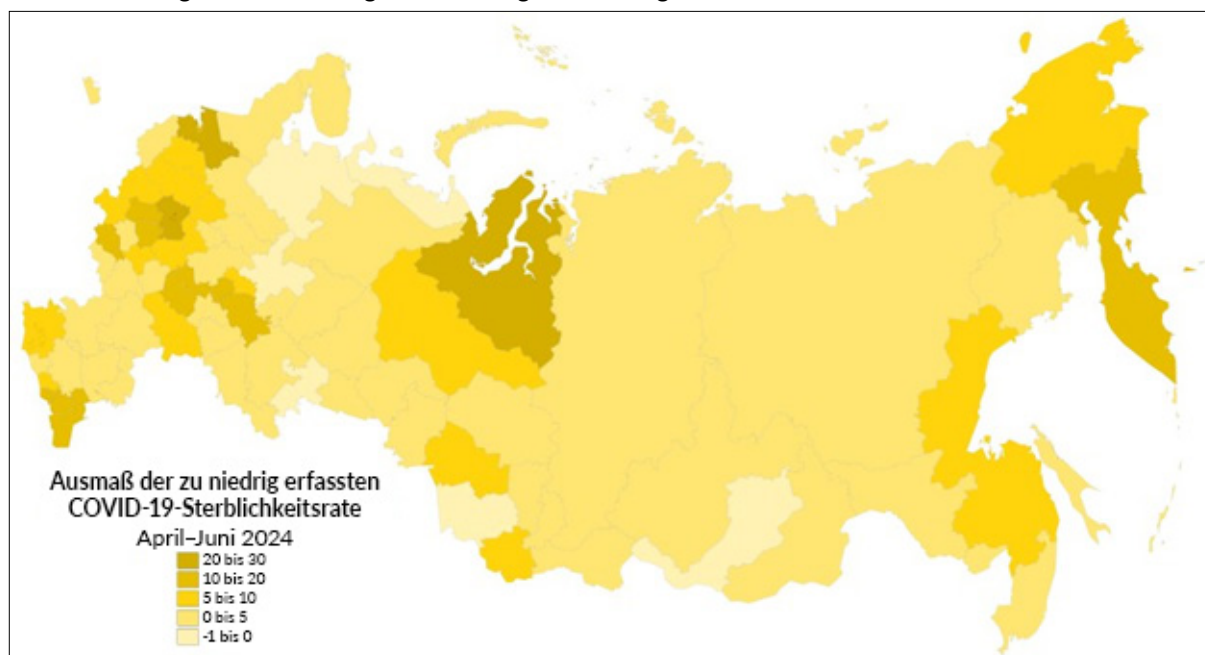 Ausmaß der zu niedrig erfassten
COVID-19-Sterblichkeitsrate
April–Juni 2024
20 bis 30
10 bis 20
5 bis 10
0 bis 5
-1 bis 0